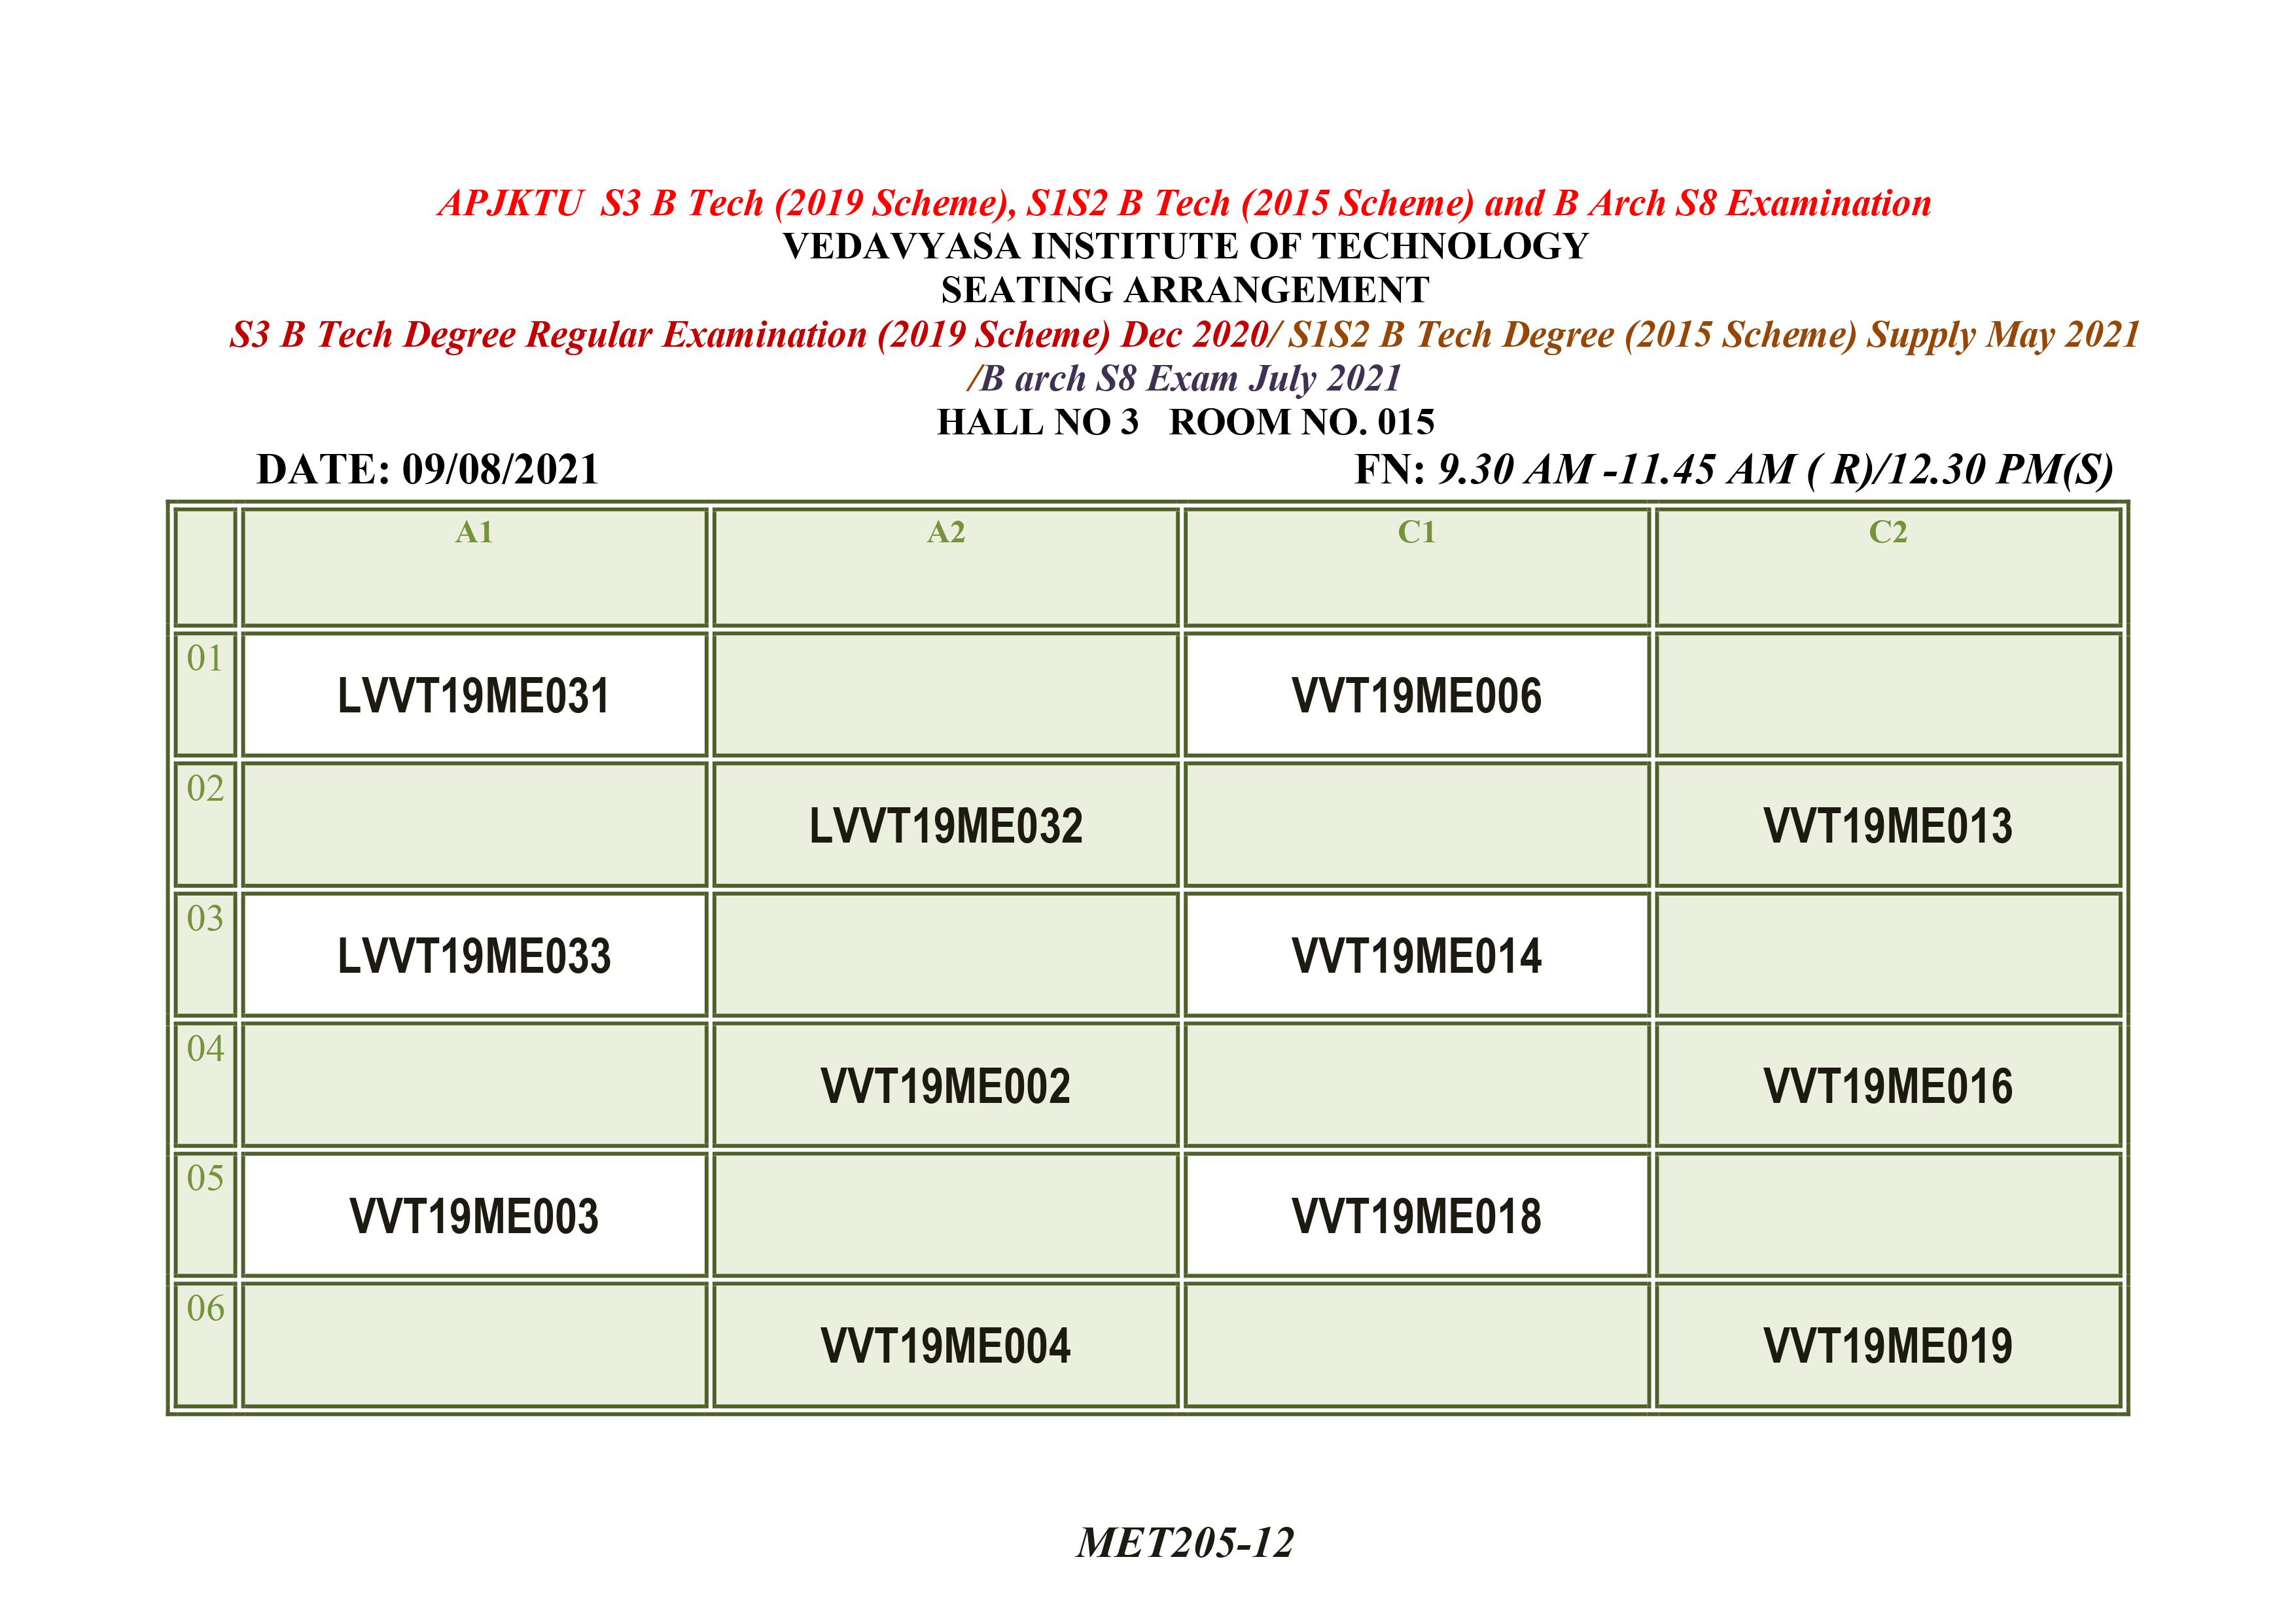 APJKTU  S3 B Tech (2019 Scheme), S1S2 B Tech (2015 Scheme) and B Arch S8 Examination
VEDAVYASA INSTITUTE OF TECHNOLOGY
SEATING ARRANGEMENT
S3 B Tech Degree Regular Examination (2019 Scheme) Dec 2020/ S1S2 B Tech Degree (2015 Scheme) Supply May 2021
/B arch S8 Exam July 2021
HALL NO 3   ROOM NO. 015
DATE: 09/08/2021 FN: 9.30 AM -11.45 AM ( R)/12.30 PM(S)
A1 A2 C1 C2
01 LVVT19ME031 VVT19ME006
02 LVVT19ME032 VVT19ME013
03 LVVT19ME033 VVT19ME014
04 VVT19ME002 VVT19ME016
05 VVT19ME003 VVT19ME018
06 VVT19ME004 VVT19ME019
MET205-12